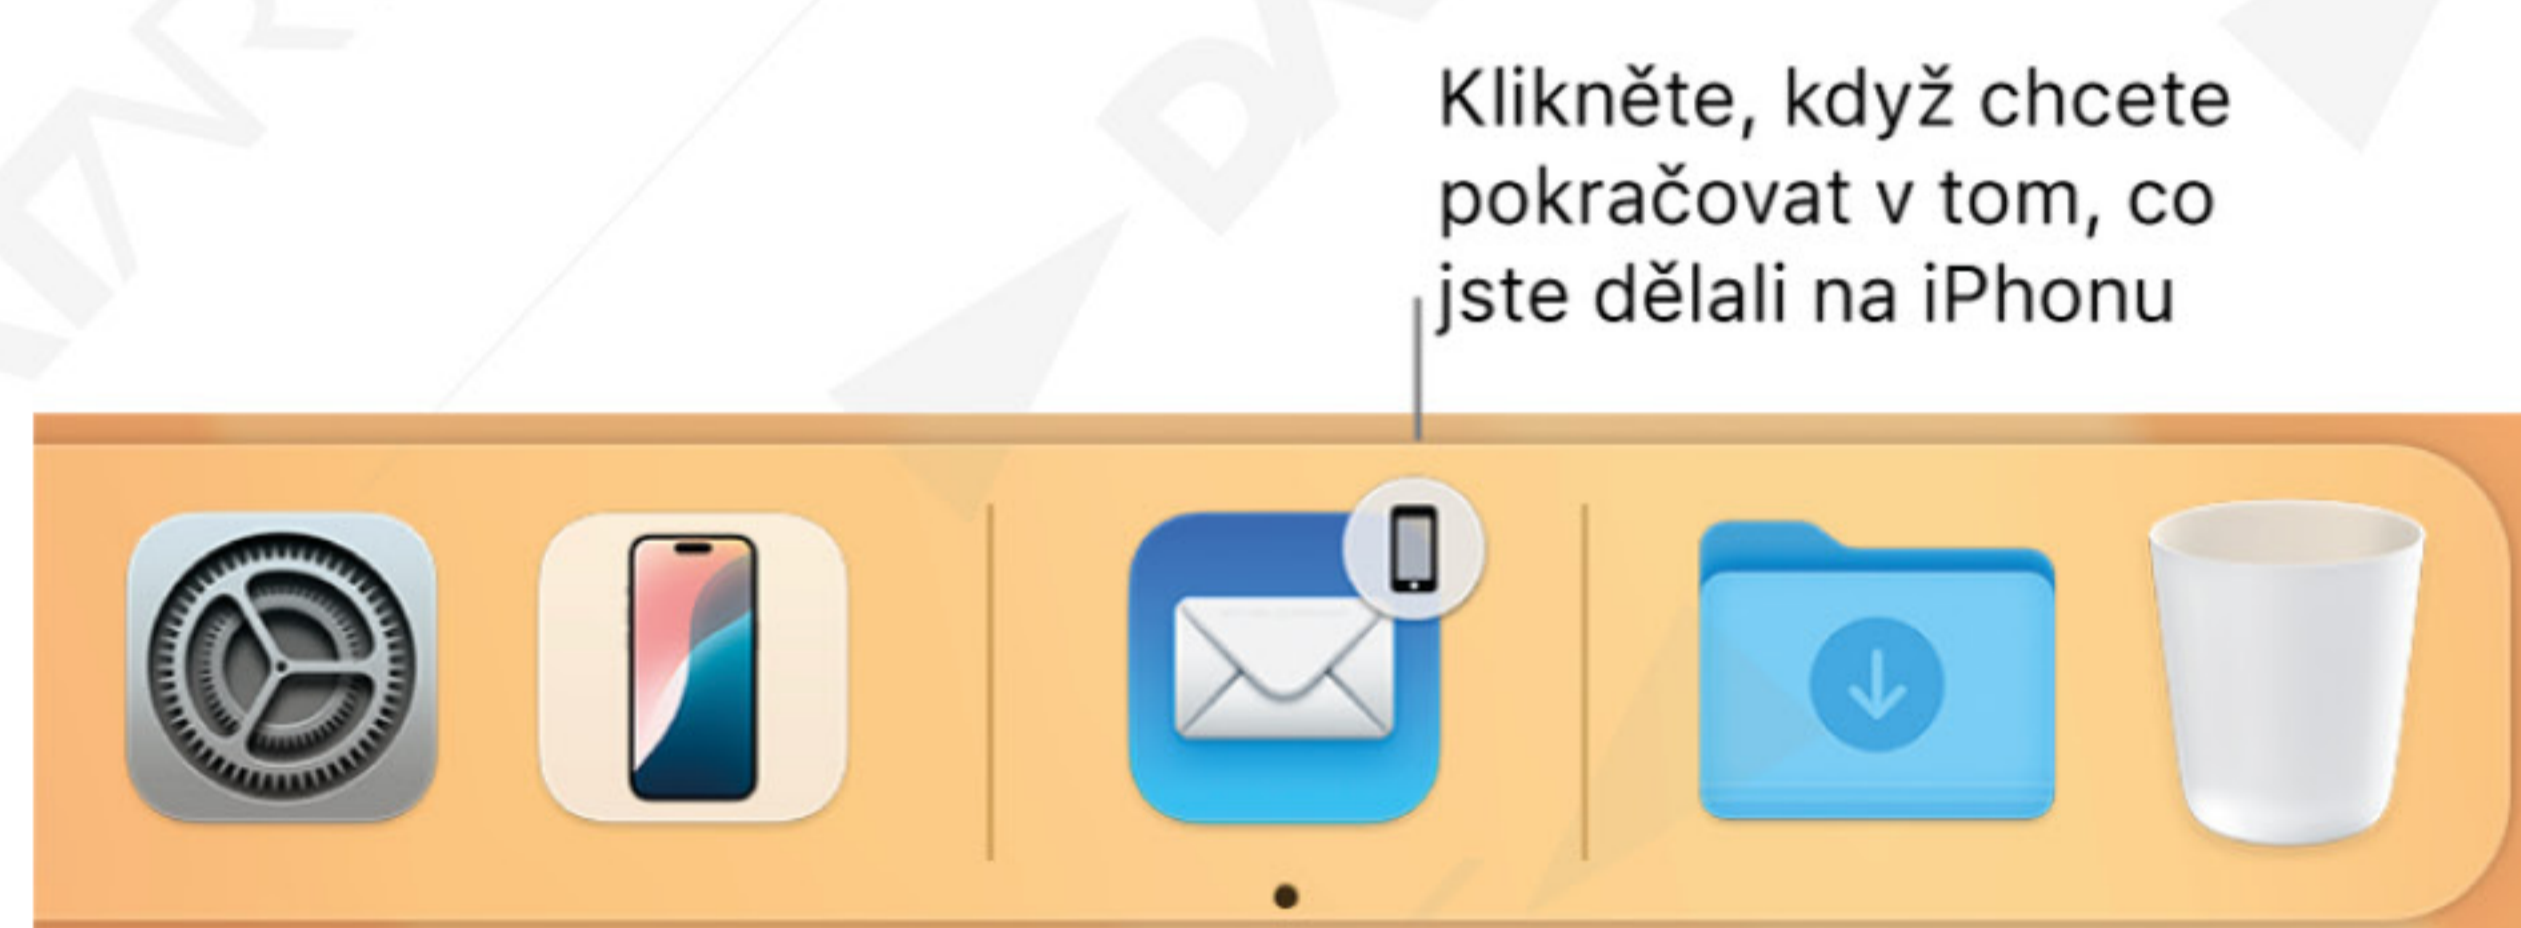 Klikněte, když chcete
pokračovat v tom, co
jste dělali na iPhonu